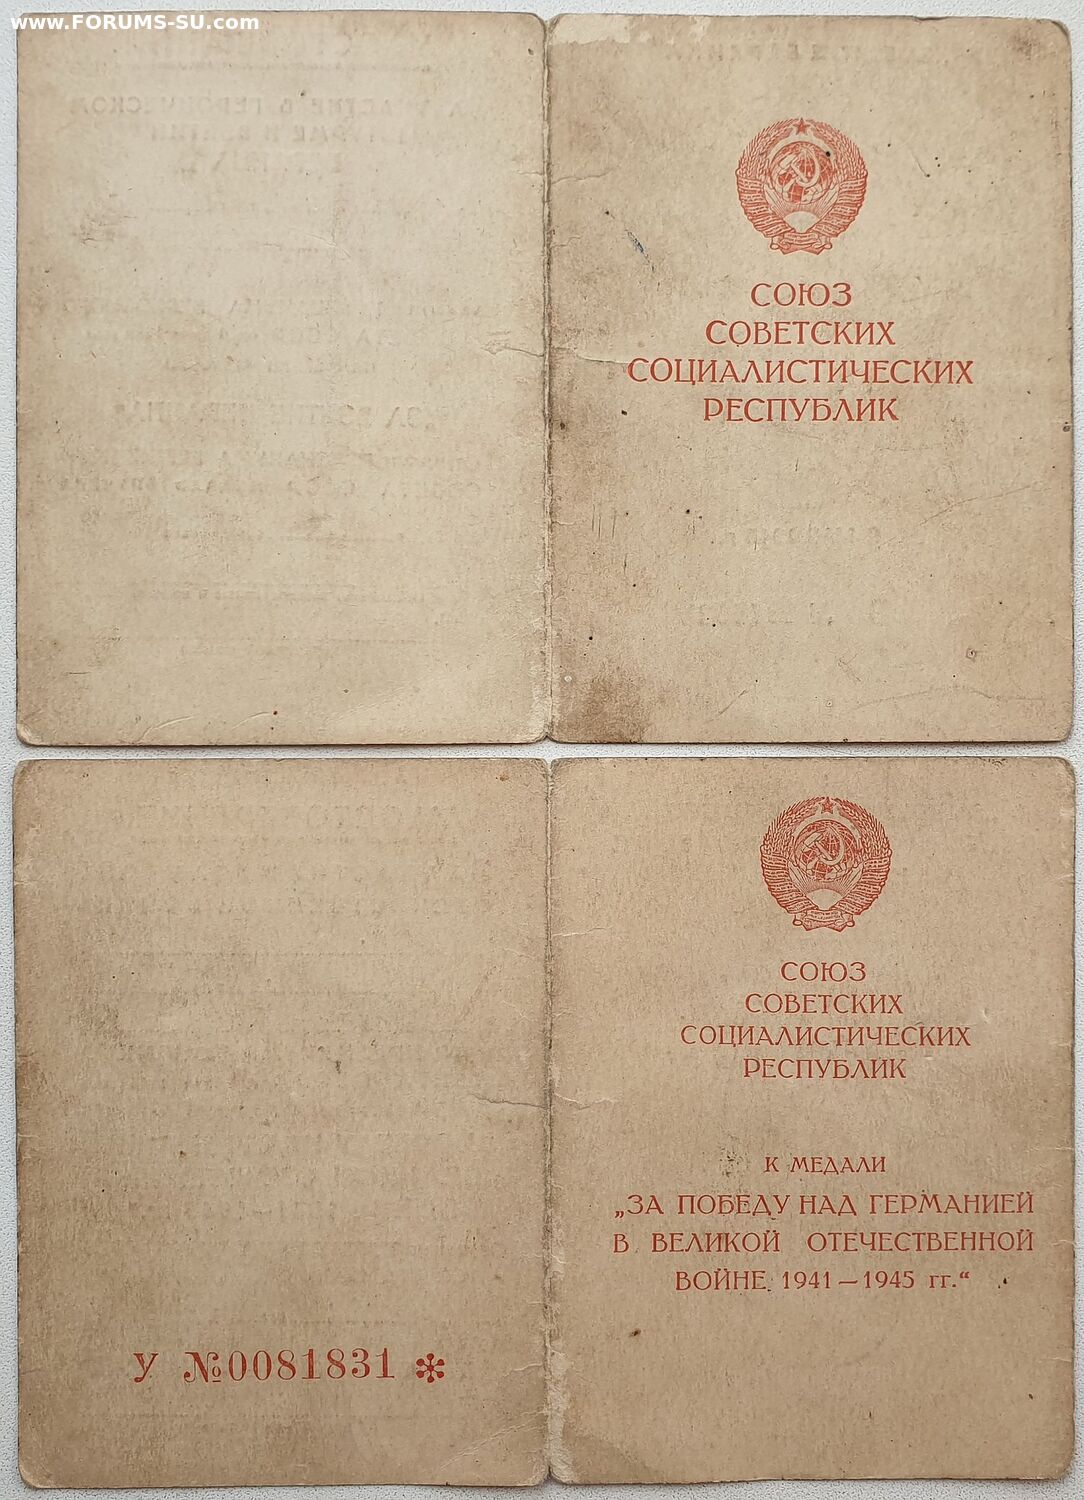 www.FORUMS-SU.com
СОЮЗ
СОВЕТСКИХ
СОЦИАЛИСТИЧЕСКИХ
РЕСПУБЛИК
СОЮЗ
СОВЕТСКИХ
СОЦИАЛИСТИЧЕСКИХ
РЕСПУБЛИК
К МЕДАЛИ
„ЗА ПОБЕДУ НАД ГЕРМАНИЕЙ
В ВЕЛИКОЙ ОТЕЧЕСТВЕННОЙ
ВОЙНЕ 1941—1945 гг.“
У №0081831 ✻